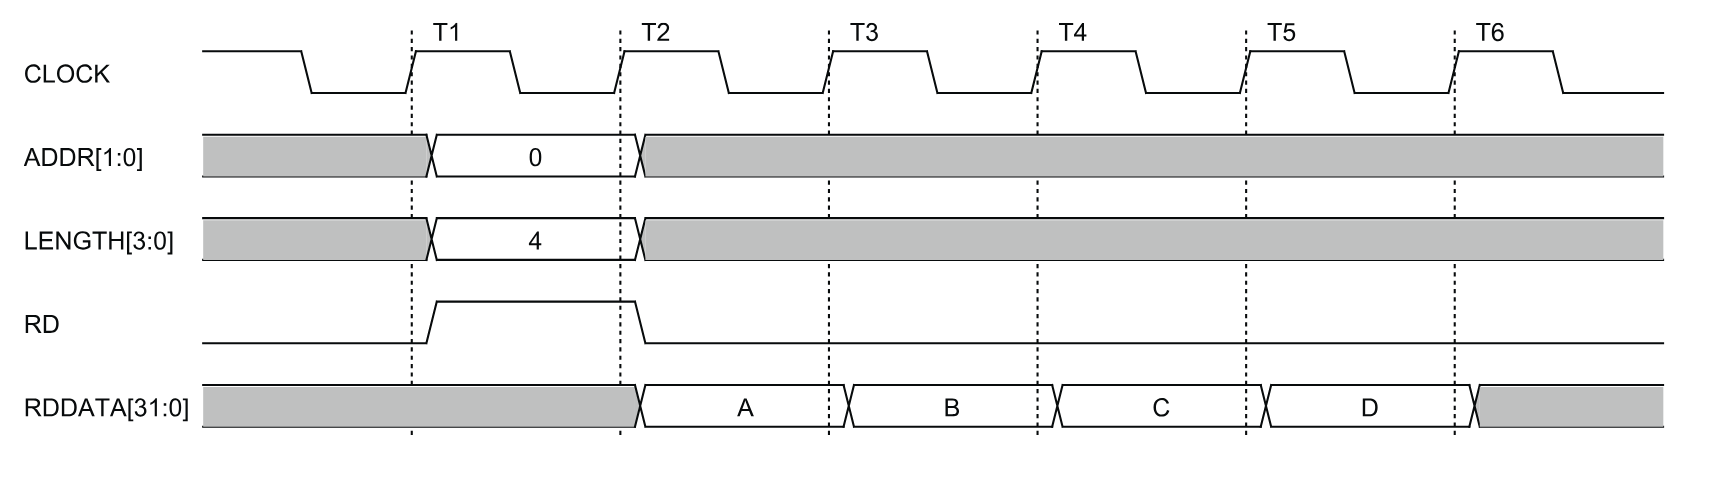 T1 T2 T3 T4 T5 T6
CLOCK
ADDR[1:0] 0
LENGTH[3:0] 4
RD
RDDATA[31:0] A B C D